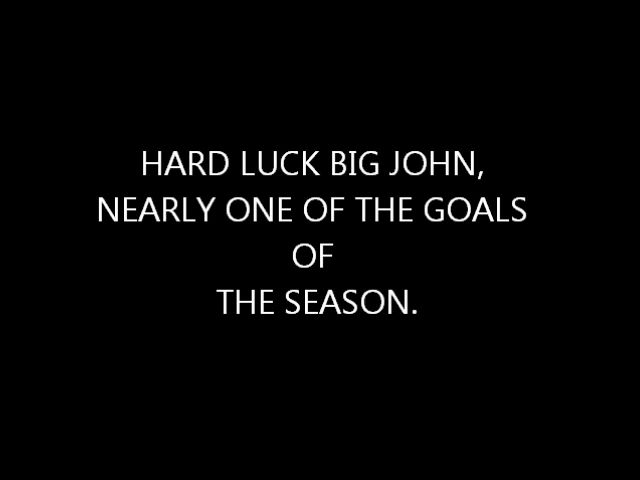 HARD LUCK BIG JOHN,
NEARLY ONE OF THE GOALS
OF
THE SEASON.